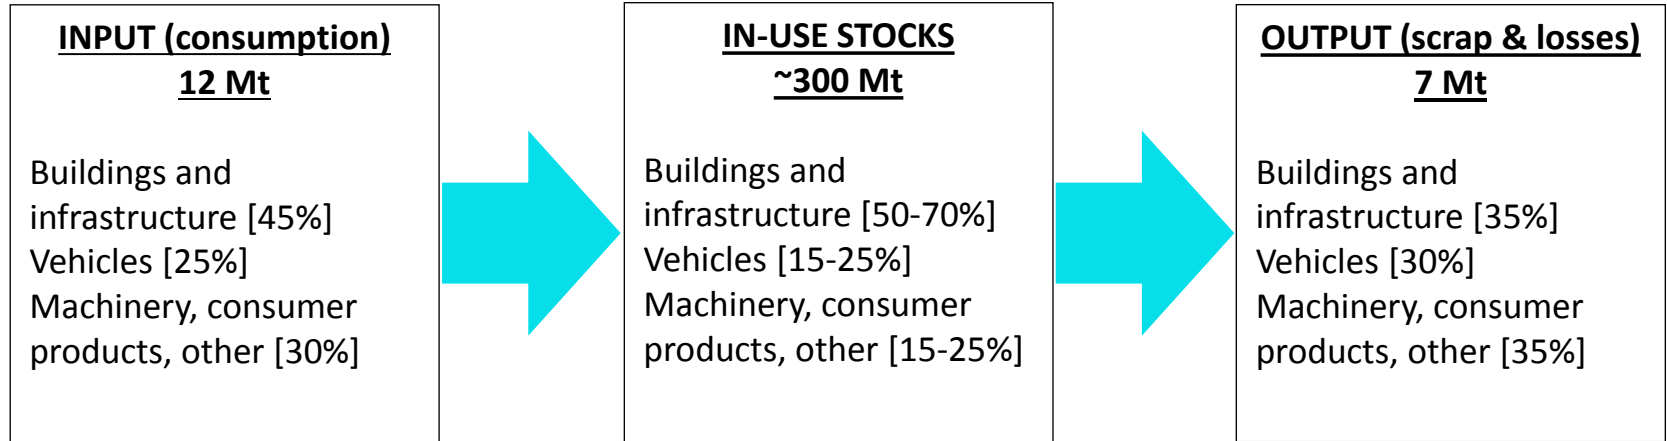 INPUT (consumption)
12 Mt
Buildings and
infrastructure [45%]
Vehicles [25%]
Machinery, consumer
products, other [30%]
IN-USE STOCKS
~300 Mt
Buildings and
infrastructure [50-70%]
Vehicles [15-25%]
Machinery, consumer
products, other [15-25%]
OUTPUT (scrap & losses)
7 Mt
Buildings and
infrastructure [35%]
Vehicles [30%]
Machinery, consumer
products, other [35%]